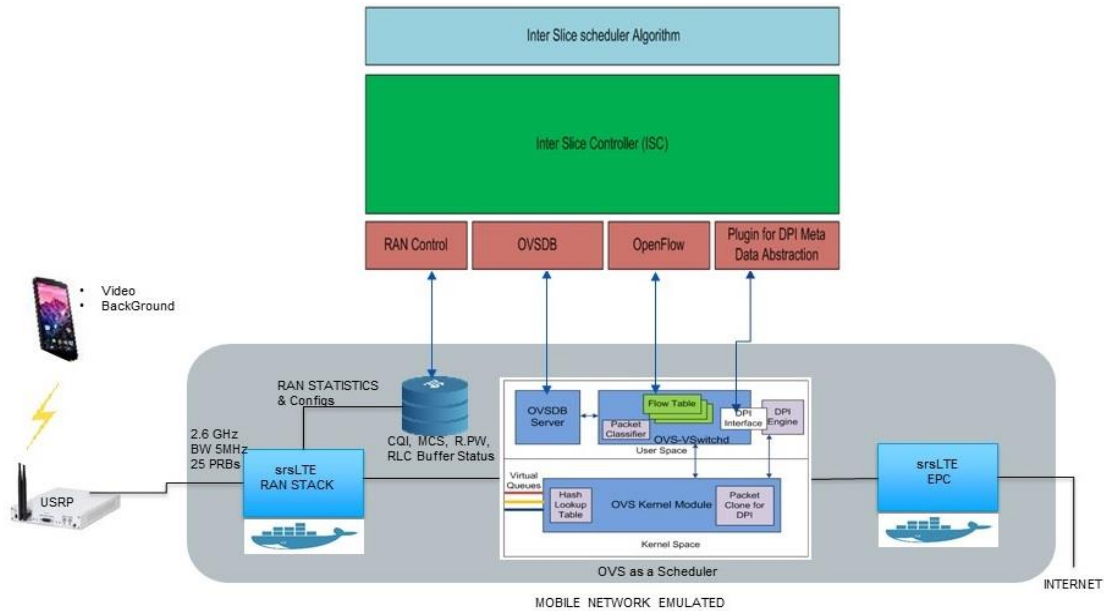 Inter Slice scheduler Algorithm
Inter Slice Controller (ISC)
RAN Control
OVSDB
OpenFlow
Plugin for DPI Meta
Data Abstraction
• Video
• BackGround
RAN STATISTICS
& Configs
CQI, MCS, R.PW,
RLC Buffer Status
2.6 GHz
BW 5MHz
25 PRBs
USRP
srsLTE
RAN STACK
OVSDB
Server
Flow Table
Packet
Classifier
DPI
Interface
DPI
Engine
OVS-VSwitchd
User Space
Virtual
Queues
Hash
Lookup
Table
OVS Kernel Module
Packet
Clone for
DPI
Kernel Space
OVS as a Scheduler
srsLTE
EPC
INTERNET
MOBILE NETWORK EMULATED